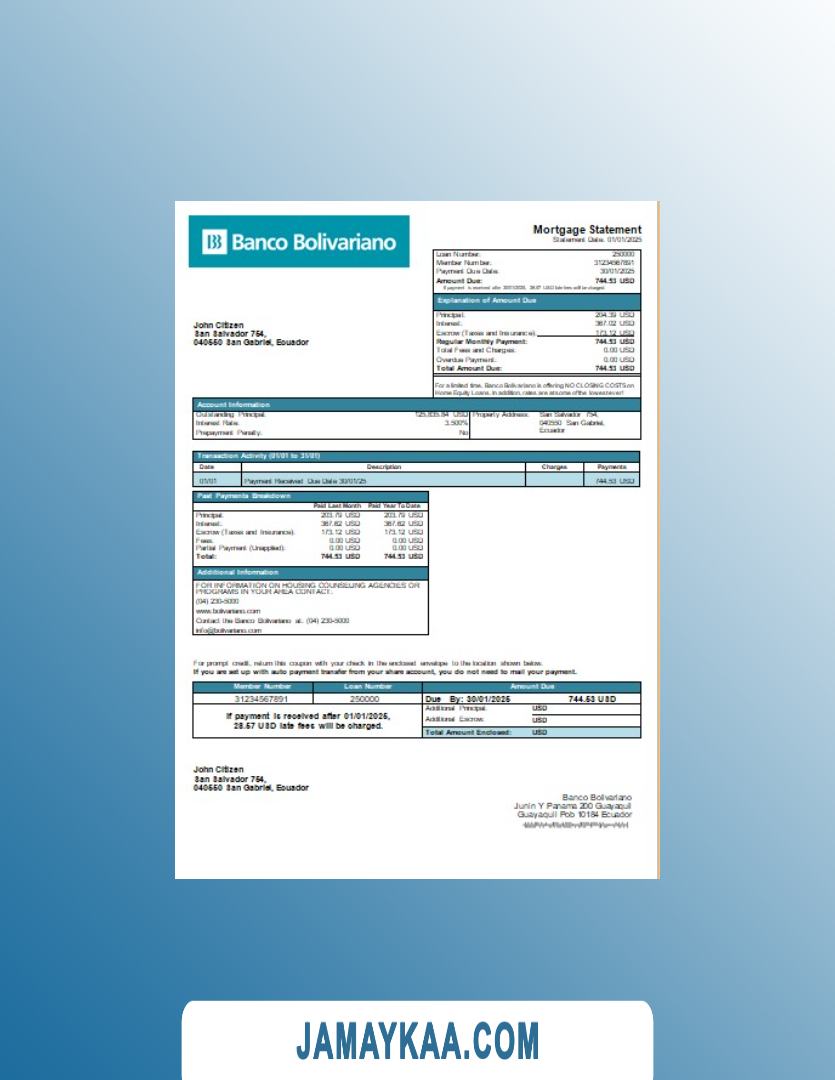 Banco Bolivariano
Mortgage Statement
Statement Date: 01/01/2025
Loan Number: 250000
Member Number: 31234567891
Payment Due Date: 30/01/2025
Amount Due: 744.53 USD
If payment is received after 30/01/2025, 28.57 USD late fees will be charged.
Explanation of Amount Due
Principal: 204.39 USD
Interest: 367.02 USD
Escrow (Taxes and Insurance): 173.12 USD
Regular Monthly Payment: 744.53 USD
Total Fees and Charges: 0.00 USD
Overdue Payment: 0.00 USD
Total Amount Due: 744.53 USD
For a limited time, Banco Bolivariano is offering NO CLOSING COSTS on
Home Equity Loans. In addition, rates are at some of the lowest ever!
John Citizen
San Salvador 754,
040550 San Gabriel, Ecuador
Account Information
Outstanding Principal: 125,835.84 USD
Interest Rate: 3.500%
Prepayment Penalty: No
Property Address: San Salvador 754,
040550 San Gabriel,
Ecuador
Transaction Activity (01/01 to 31/01)
Date Description Charges Payments
01/01 Payment Received Due Date 30/01/25 744.53 USD
Past Payments Breakdown
Paid Last Month Paid Year To Date
Principal: 203.79 USD 203.79 USD
Interest: 367.62 USD 367.62 USD
Escrow (Taxes and Insurance): 173.12 USD 173.12 USD
Fees: 0.00 USD 0.00 USD
Partial Payment (Unapplied): 0.00 USD 0.00 USD
Total: 744.53 USD 744.53 USD
Additional Information
FOR INFORMATION ON HOUSING COUNSELING AGENCIES OR
PROGRAMS IN YOUR AREA CONTACT:
(04) 230-5000
www.bolivariano.com
Contact the Banco Bolivariano at: (04) 230-5000
info@bolivariano.com
For prompt credit, return this coupon with your check in the enclosed envelope to the location shown below.
If you are set up with auto payment transfer from your share account, you do not need to mail your payment.
Member Number Loan Number Amount Due
31234567891 250000 Due By: 30/01/2025 744.53 USD
If payment is received after 01/01/2025,
28.57 USD late fees will be charged.
Additional Principal: USD
Additional Escrow: USD
Total Amount Enclosed: USD
John Citizen
San Salvador 754,
040550 San Gabriel, Ecuador
Banco Bolivariano
Junin Y Panama 200 Guayaquil
Guayaquil Pob 10184 Ecuador
JAMAYKAA.COM